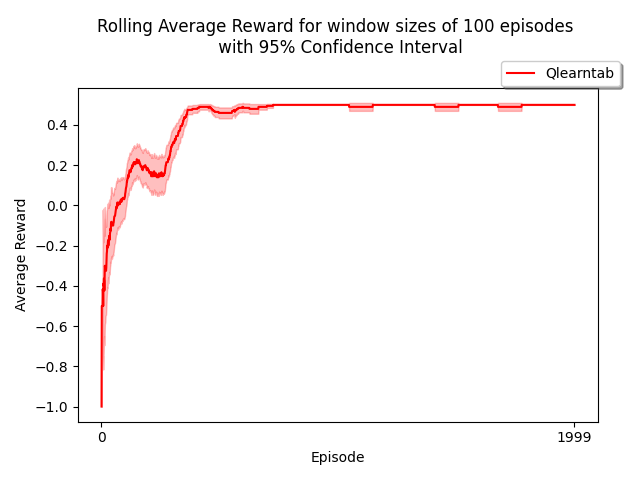 Rolling Average Reward for window sizes of 100 episodes
with 95% Confidence Interval
Qlearntab
0.4
0.2
0.0
−0.2
−0.4
−0.6
−0.8
−1.0
Average Reward
0
1999
Episode